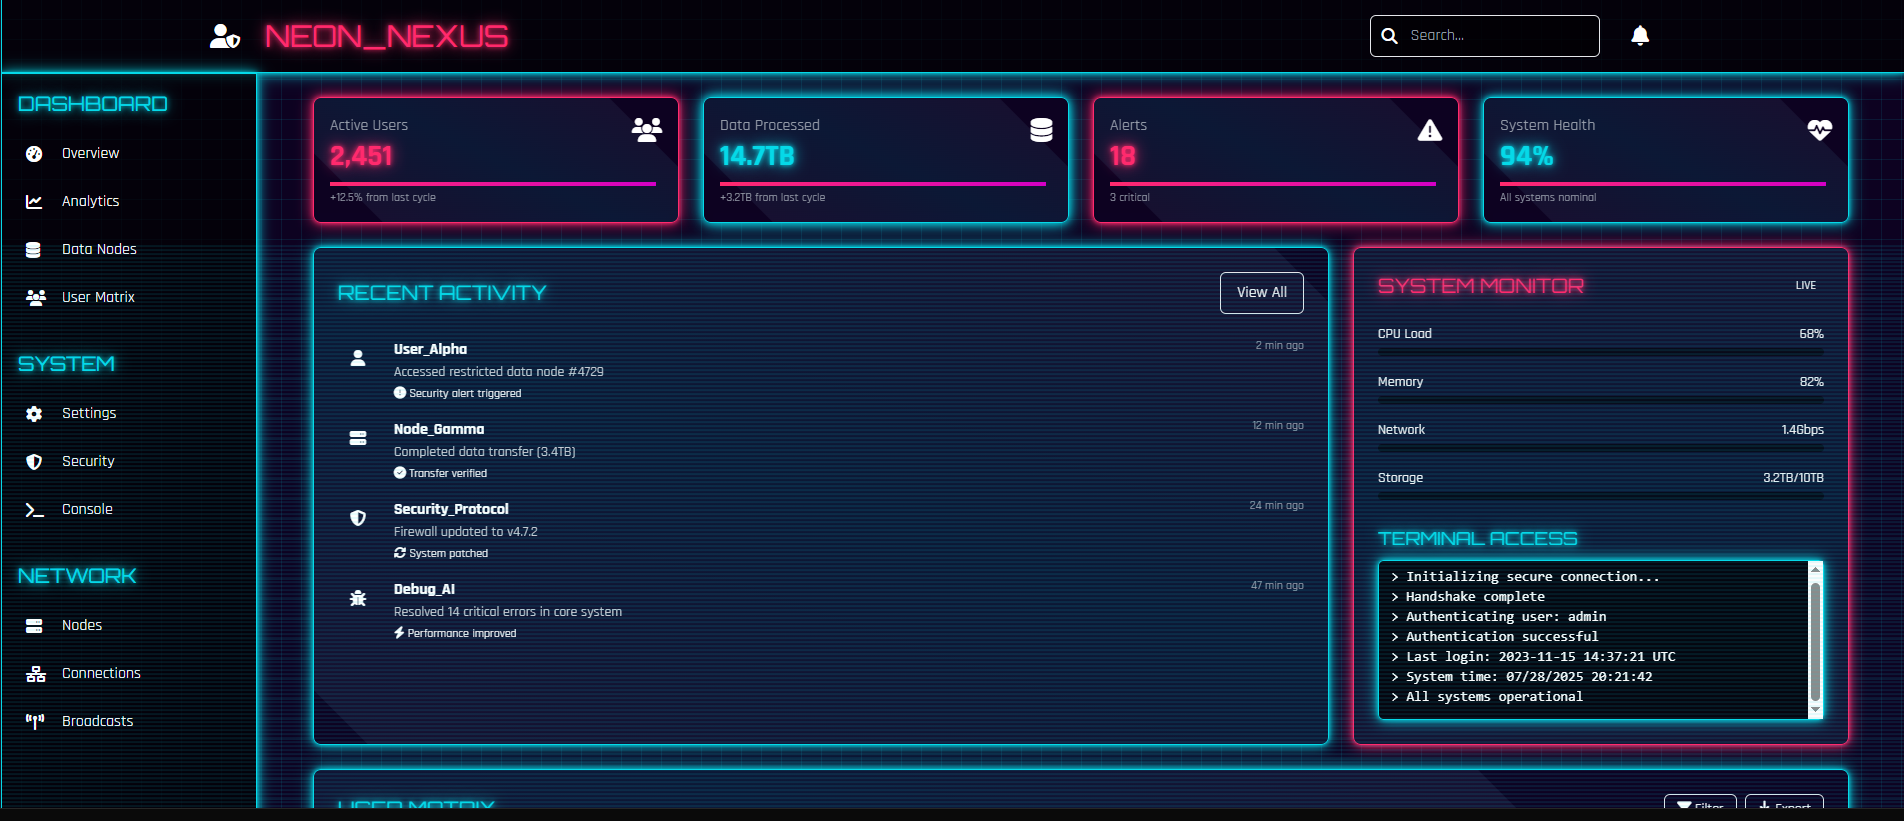 NEON_NEXUS
Search...
DASHBOARD
Overview
Analytics
Data Nodes
User Matrix
SYSTEM
Settings
Security
Console
NETWORK
Nodes
Connections
Broadcasts
Active Users
2,451
+12.5% from last cycle
Data Processed
14.7TB
+3.2TB from last cycle
Alerts
18
3 critical
System Health
94%
All systems nominal
RECENT ACTIVITY
View All
User_Alpha
2 min ago
Accessed restricted data node #4729
Security alert triggered
Node_Gamma
12 min ago
Completed data transfer (3.4TB)
Transfer verified
Security_Protocol
24 min ago
Firewall updated to v4.7.2
System patched
Debug_AI
47 min ago
Resolved 14 critical errors in core system
Performance improved
SYSTEM MONITOR
LIVE
CPU Load 68%
Memory 82%
Network 1.4Gbps
Storage 3.2TB/10TB
TERMINAL ACCESS
> Initializing secure connection...
> Handshake complete
> Authenticating user: admin
> Authentication successful
> Last login: 2023-11-15 14:37:21 UTC
> System time: 07/28/2025 20:21:42
> All systems operational
USER MATRIX
Filter
Export